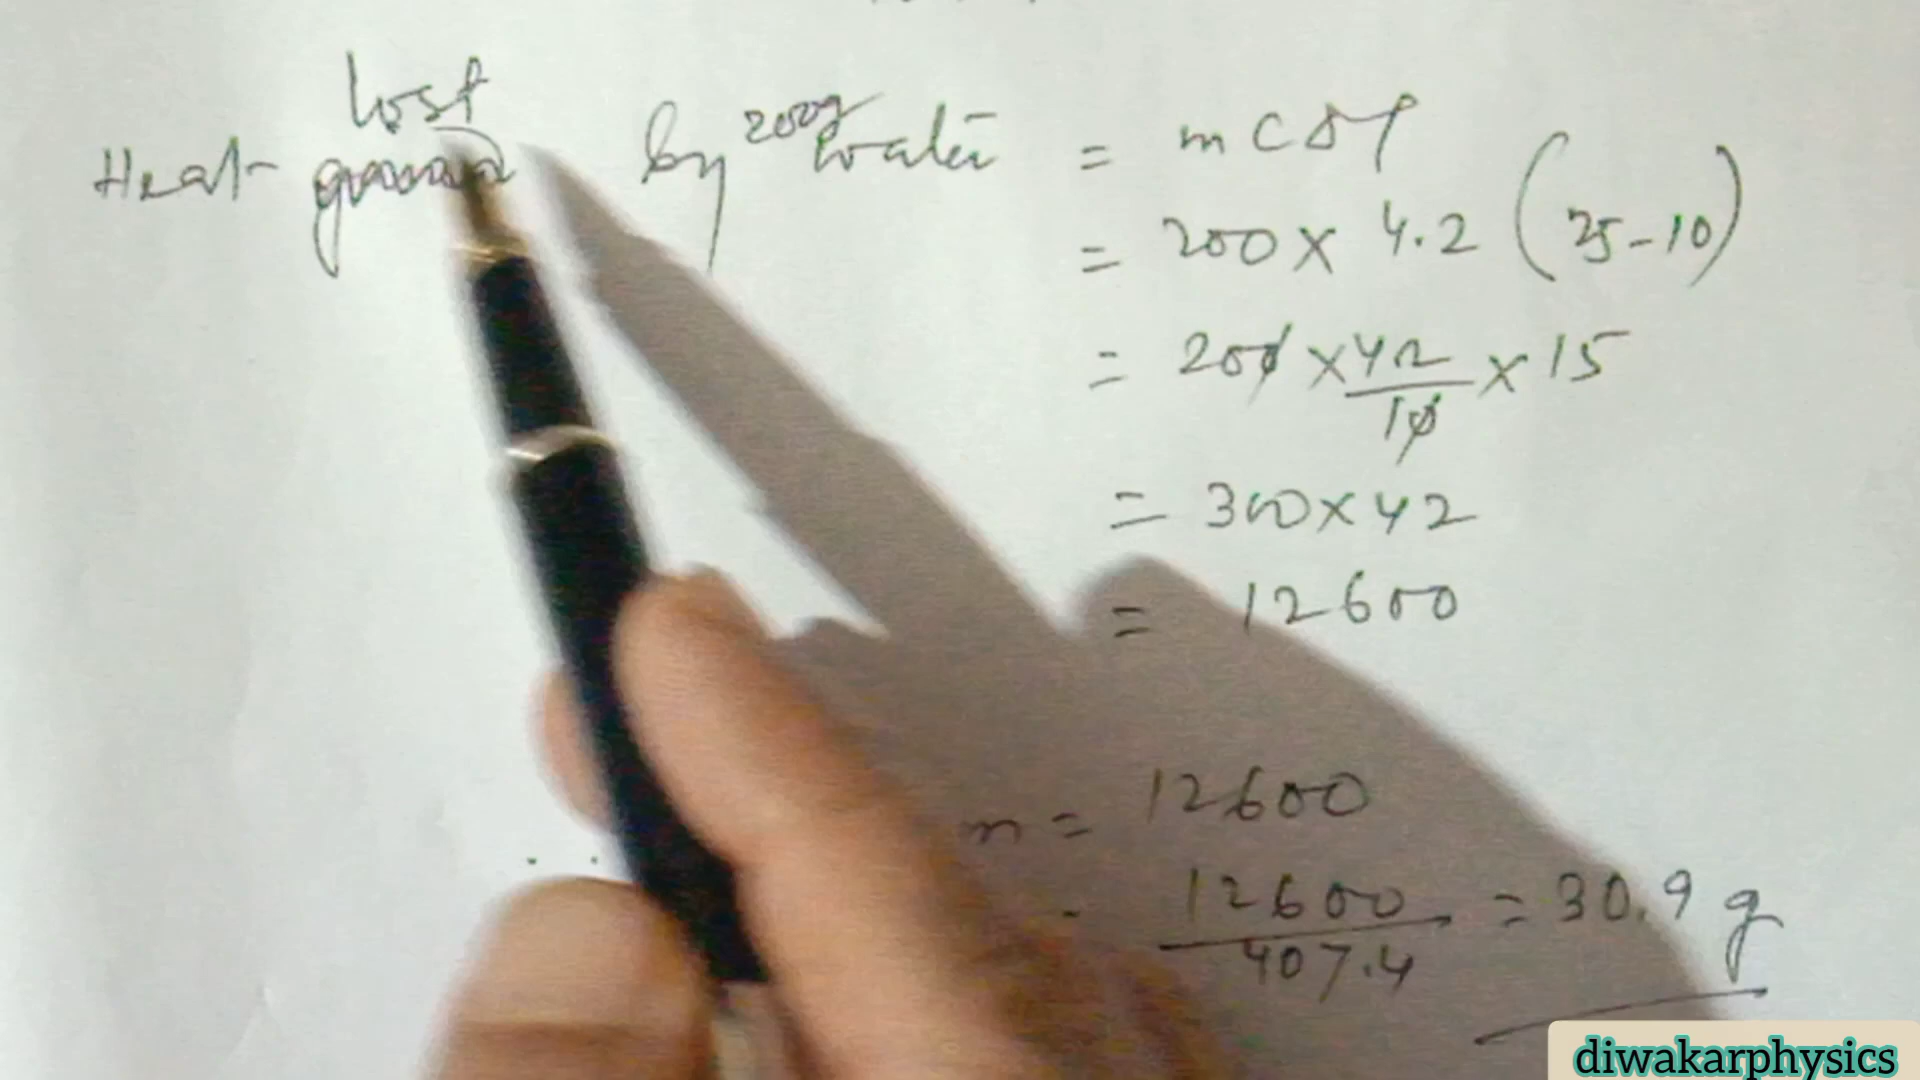 lost
Heat gained by 200g water = mcΔT
= 200 × 4.2 (25-10)
= 200 × 42/10 × 15
= 300 × 42
= 12600
m = 12600
12600/407.4 = 30.9 g
diwakarphysics